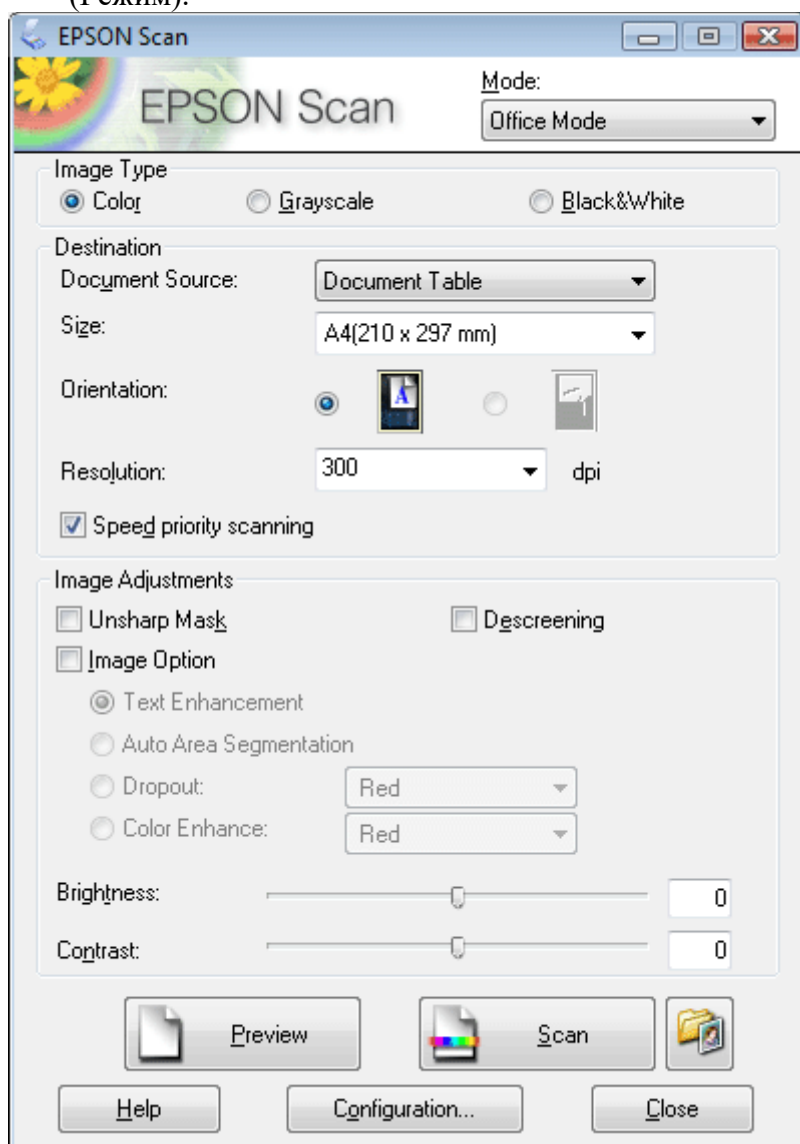 (Режим).
EPSON Scan
EPSON Scan
Mode:
Office Mode
Image Type
Color
Grayscale
Black&White
Destination
Document Source:
Document Table
Size:
A4(210 x 297 mm)
Orientation:
A
Resolution:
300
dpi
Speed priority scanning
Image Adjustments
Unsharp Mask
Descreening
Image Option
Text Enhancement
Auto Area Segmentation
Dropout:
Red
Color Enhance:
Red
Brightness:
0
Contrast:
0
Preview
Scan
Help
Configuration...
Close